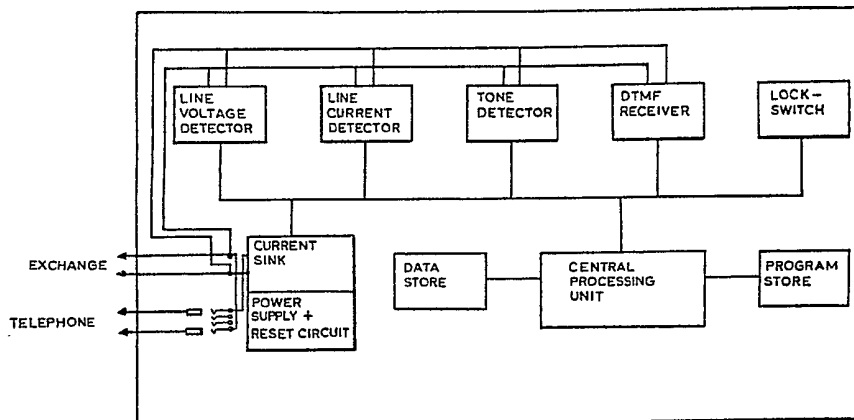 LINE
VOLTAGE
DETECTOR
LINE
CURRENT
DETECTOR
TONE
DETECTOR
DTMF
RECEIVER
LOCK-
SWITCH
EXCHANGE
CURRENT
SINK
DATA
STORE
CENTRAL
PROCESSING
UNIT
PROGRAM
STORE
TELEPHONE
POWER
SUPPLY +
RESET CIRCUIT